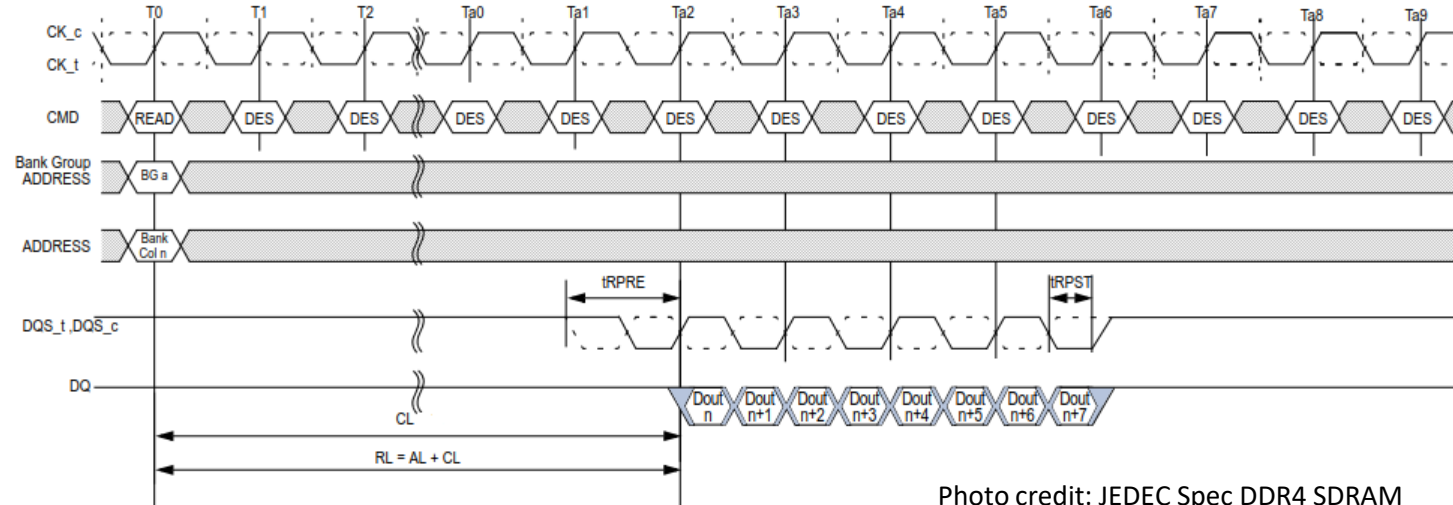 T0 T1 T2 Ta0 Ta1 Ta2 Ta3 Ta4 Ta5 Ta6 Ta7 Ta8 Ta9
CK_c
CK_t
CMD READ DES DES DES DES DES DES DES DES DES DES DES DES
Bank Group
ADDRESS
BG a
ADDRESS
Bank
Col n
tRPRE tRPST
DQS_t ,DQS_c
DQ
Dout Dout Dout Dout Dout Dout Dout Dout
n n+1 n+2 n+3 n+4 n+5 n+6 n+7
CL
RL = AL + CL
Photo credit: JEDEC Spec DDR4 SDRAM